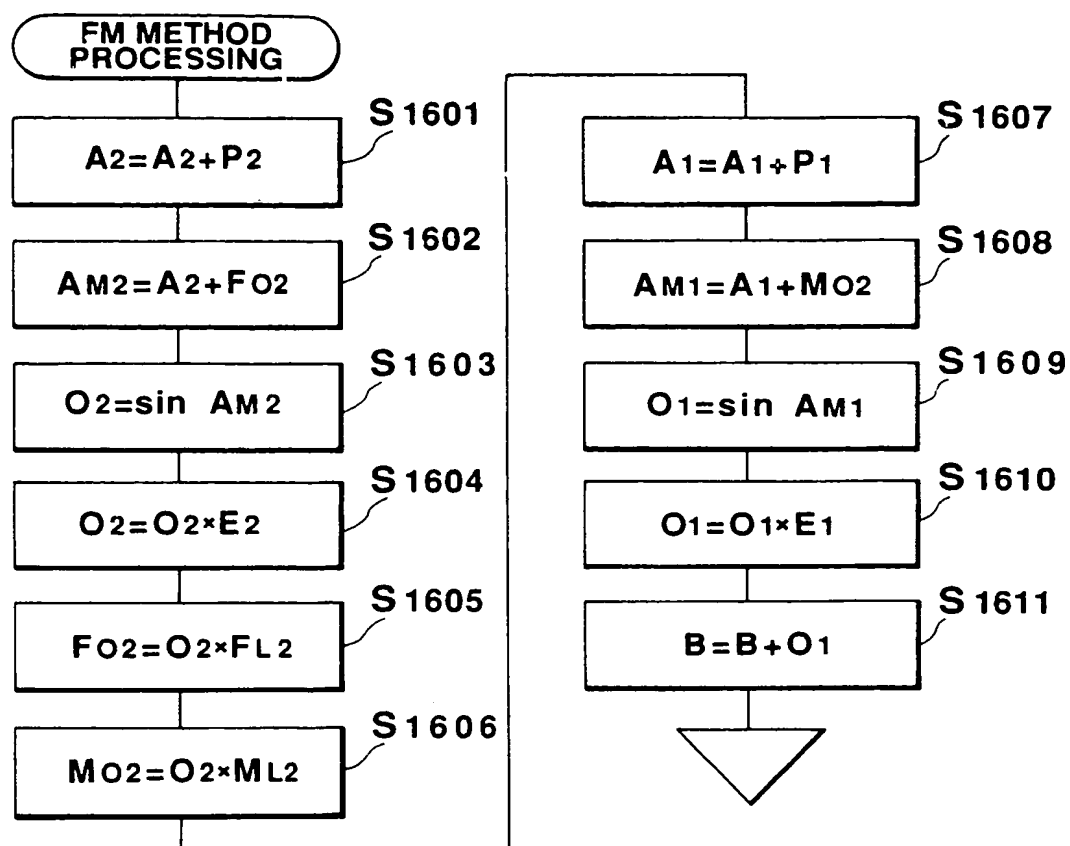 FM METHOD
PROCESSING
S1601
A2=A2+P2
S1602
AM2=A2+FO2
S1603
O2=sin AM2
S1604
O2=O2×E2
S1605
FO2=O2×FL2
S1606
MO2=O2×ML2
S1607
A1=A1+P1
S1608
AM1=A1+MO2
S1609
O1=sin AM1
S1610
O1=O1×E1
S1611
B=B+O1